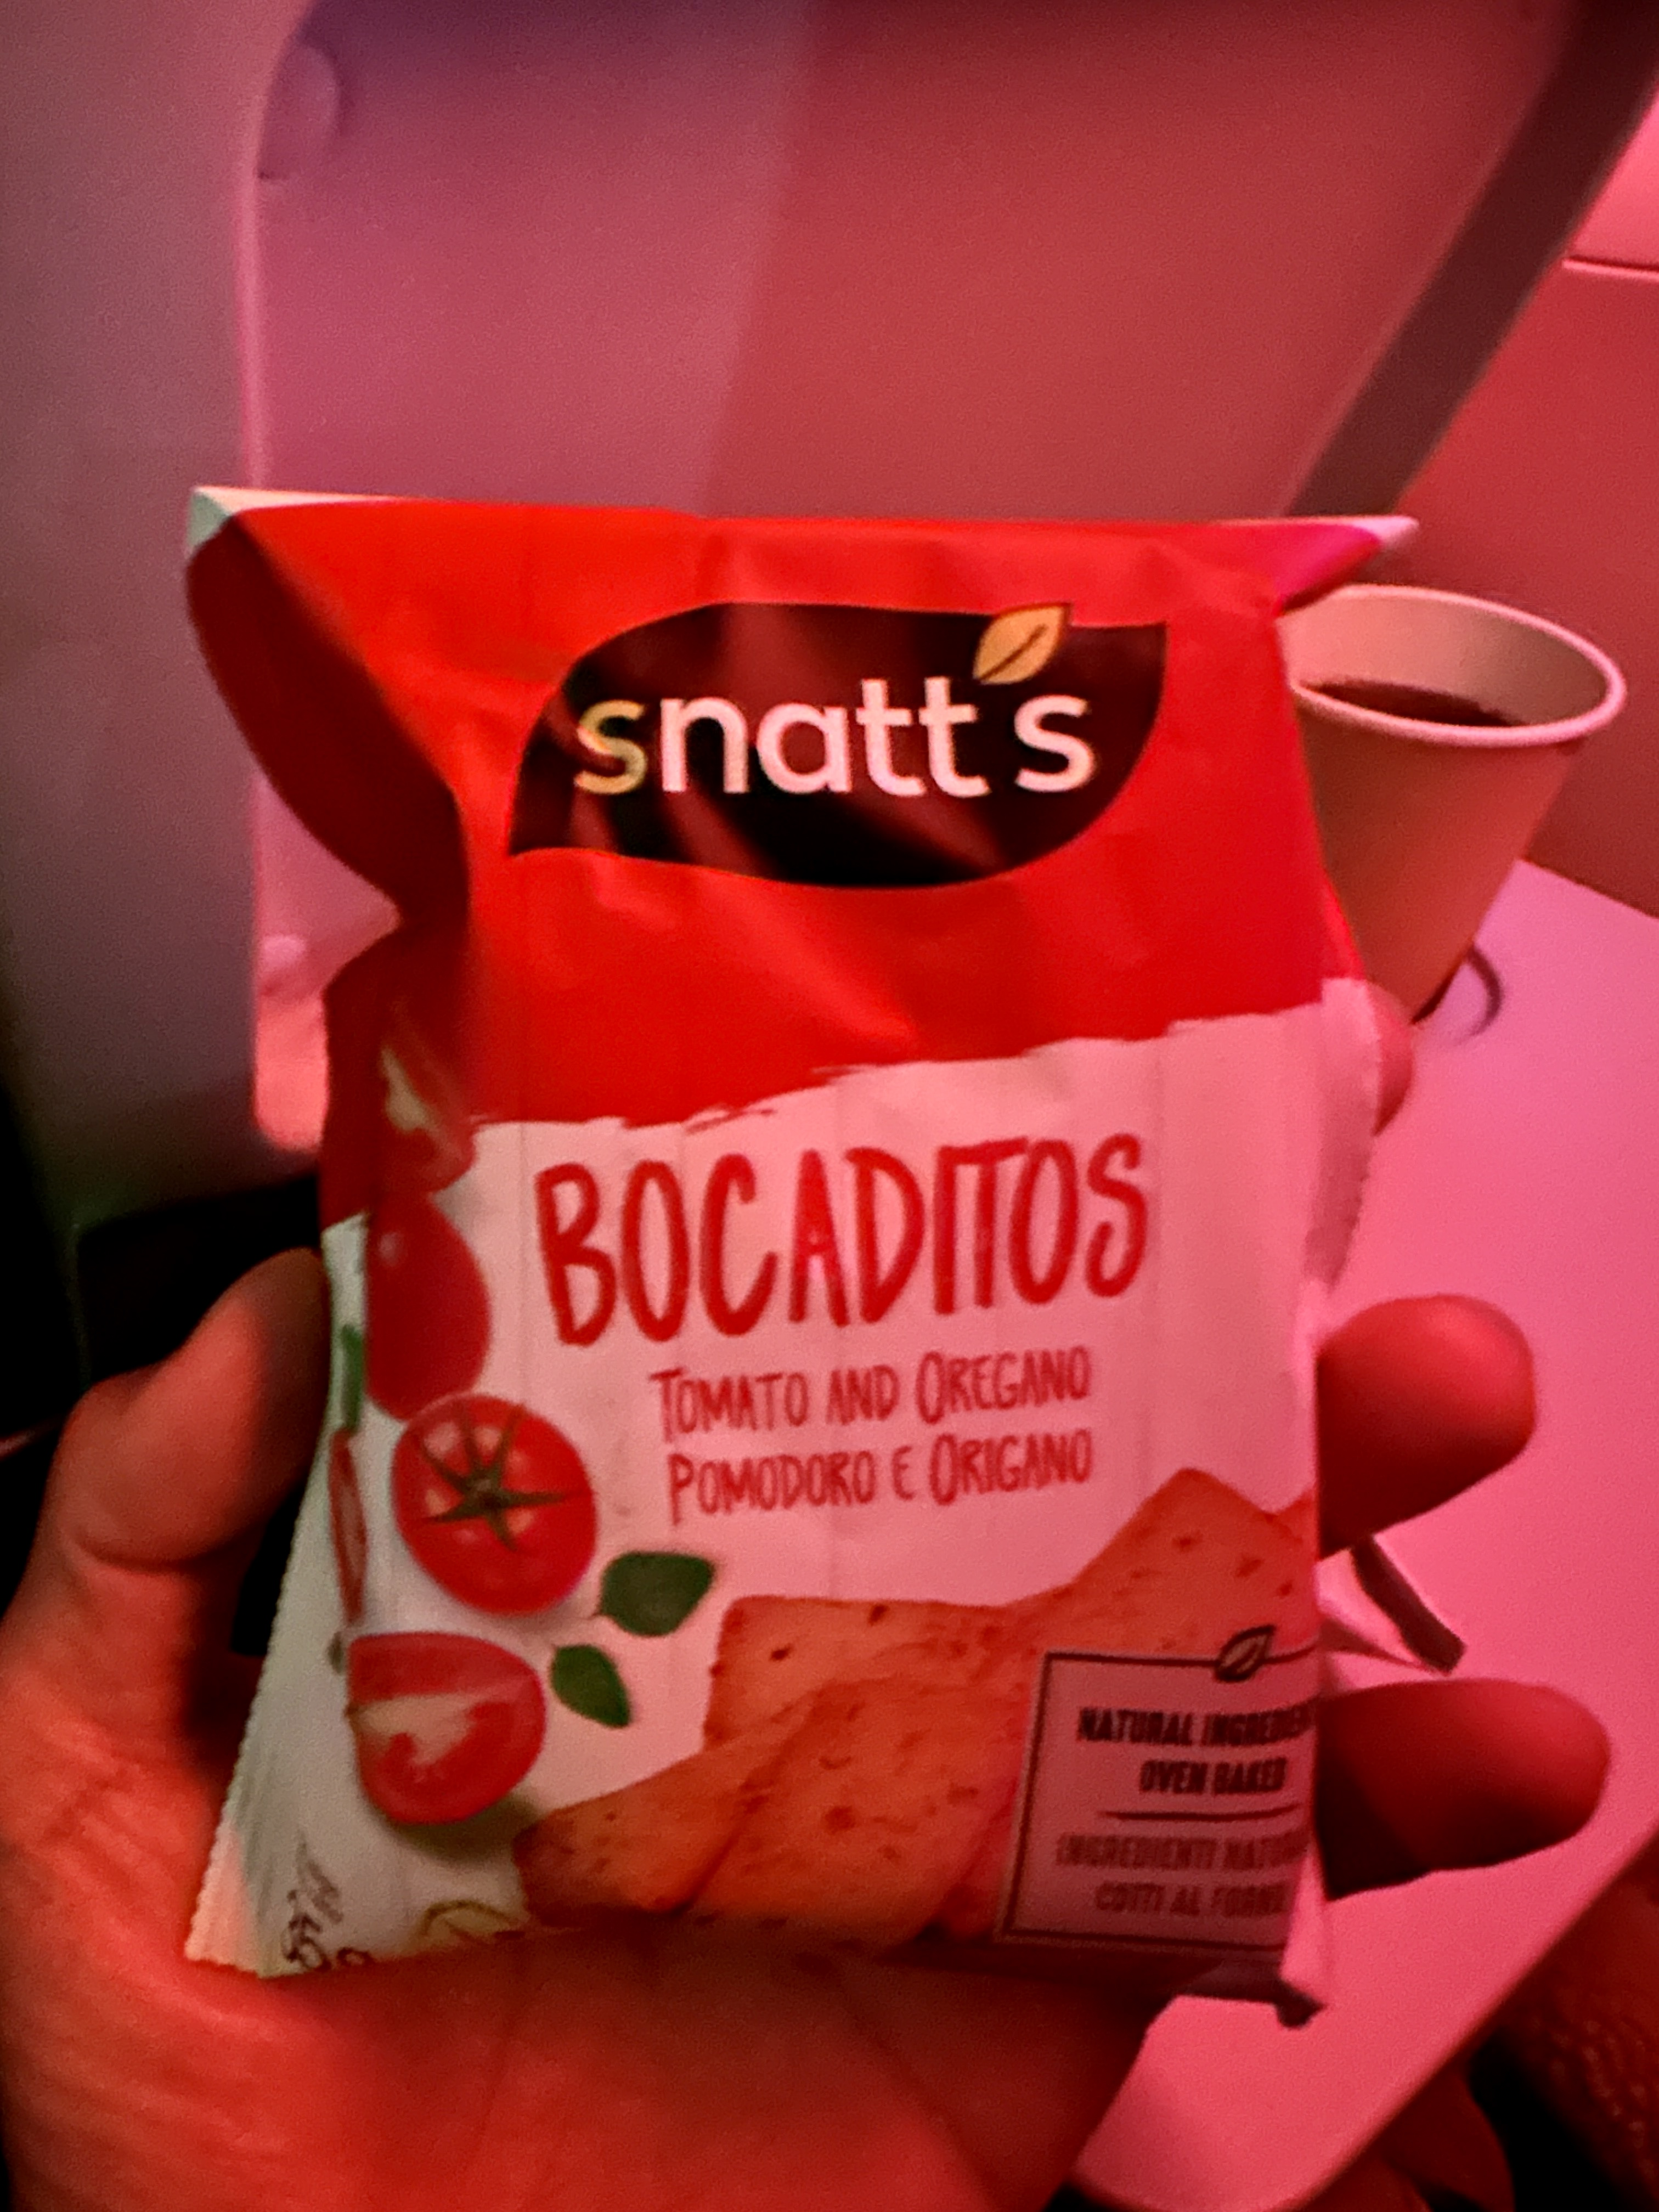 snatt's
BOCADITOS
TOMATO AND OREGANO
POMODORO E ORIGANO
NATURAL
OVEN BAKED
INGREDIENTI
COTTI AL